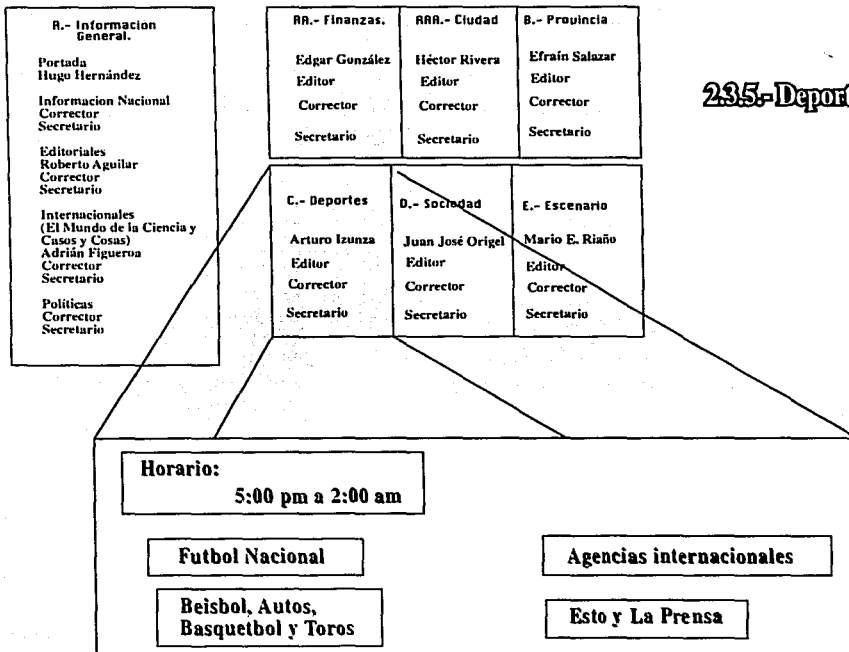 A.- Informacion
General.
Portada
Hugo Hernández
Informacion Nacional
Corrector
Secretario
Editoriales
Roberto Aguilar
Corrector
Secretario
Internacionales
(El Mundo de la Ciencia y
Casos y Cosas)
Adrián Figueroa
Corrector
Secretario
Políticas
Corrector
Secretario
AA.- Finanzas.
Edgar González
Editor
Corrector
Secretario
AAA.- Ciudad
Héctor Rivera
Editor
Corrector
Secretario
B.- Provincia
Efraín Salazar
Editor
Corrector
Secretario
2.3.5.- Deport
C.- Deportes
Arturo Izunza
Editor
Corrector
Secretario
D.- Sociedad
Juan José Origel
Editor
Corrector
Secretario
E.- Escenario
Mario E. Riaño
Editor
Corrector
Secretario
Horario:
5:00 pm a 2:00 am
Futbol Nacional
Agencias internacionales
Beisbol, Autos,
Basquetbol y Toros
Esto y La Prensa